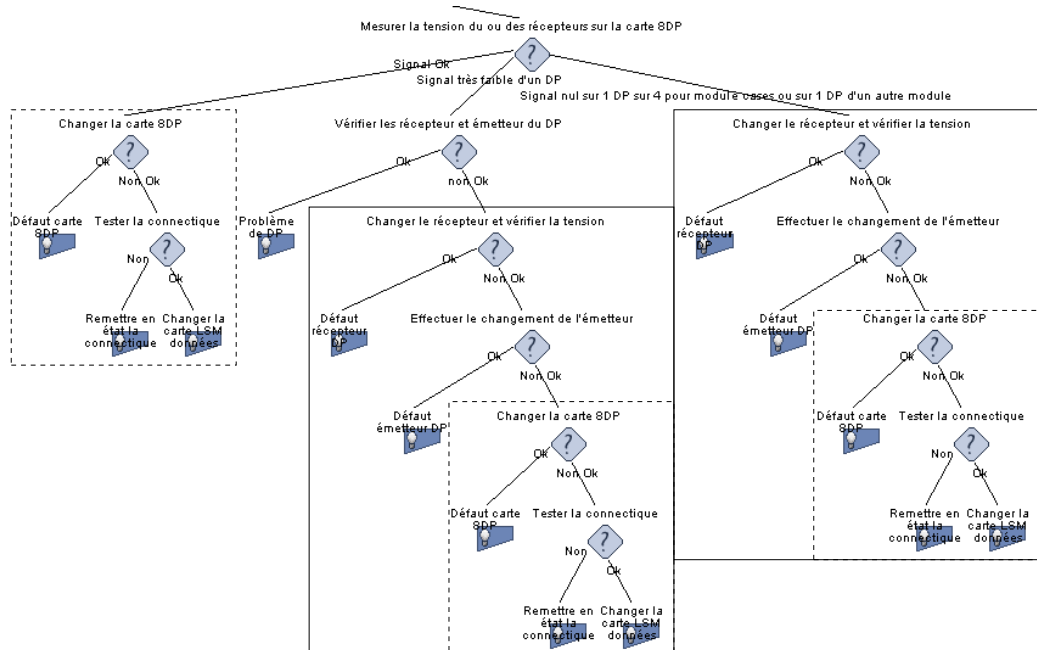 Mesurer la tension du ou des récepteurs sur la carte 8DP
Signal Ok
Signal très faible d'un DP
Signal nul sur 1 DP sur 4 pour module cases ou sur 1 DP d'un autre module
Changer la carte 8DP
Vérifier les récepteur et émetteur du DP
Changer le récepteur et vérifier la tension
Ok
Ok
Ok
Non Ok
non Ok
Non Ok
Défaut carte
8DP
Tester la connectique
Problème
de DP
Changer le récepteur et vérifier la tension
Défaut
récepteur
DP
Effectuer le changement de l'émetteur
Non
Ok
Ok
Non Ok
Ok
Non Ok
Remettre en
état la
connectique
Changer la
carte LSM
données
Défaut
récepteur
DP
Effectuer le changement de l'émetteur
Défaut
émetteur DP
Changer la carte 8DP
Ok
Non Ok
Ok
Non Ok
Défaut
émetteur DP
Changer la carte 8DP
Défaut carte
8DP
Tester la connectique
Ok
Non Ok
Non
Ok
Défaut carte
8DP
Tester la connectique
Remettre en
état la
connectique
Changer la
carte LSM
données
Non
Ok
Remettre en
état la
connectique
Changer la
carte LSM
données